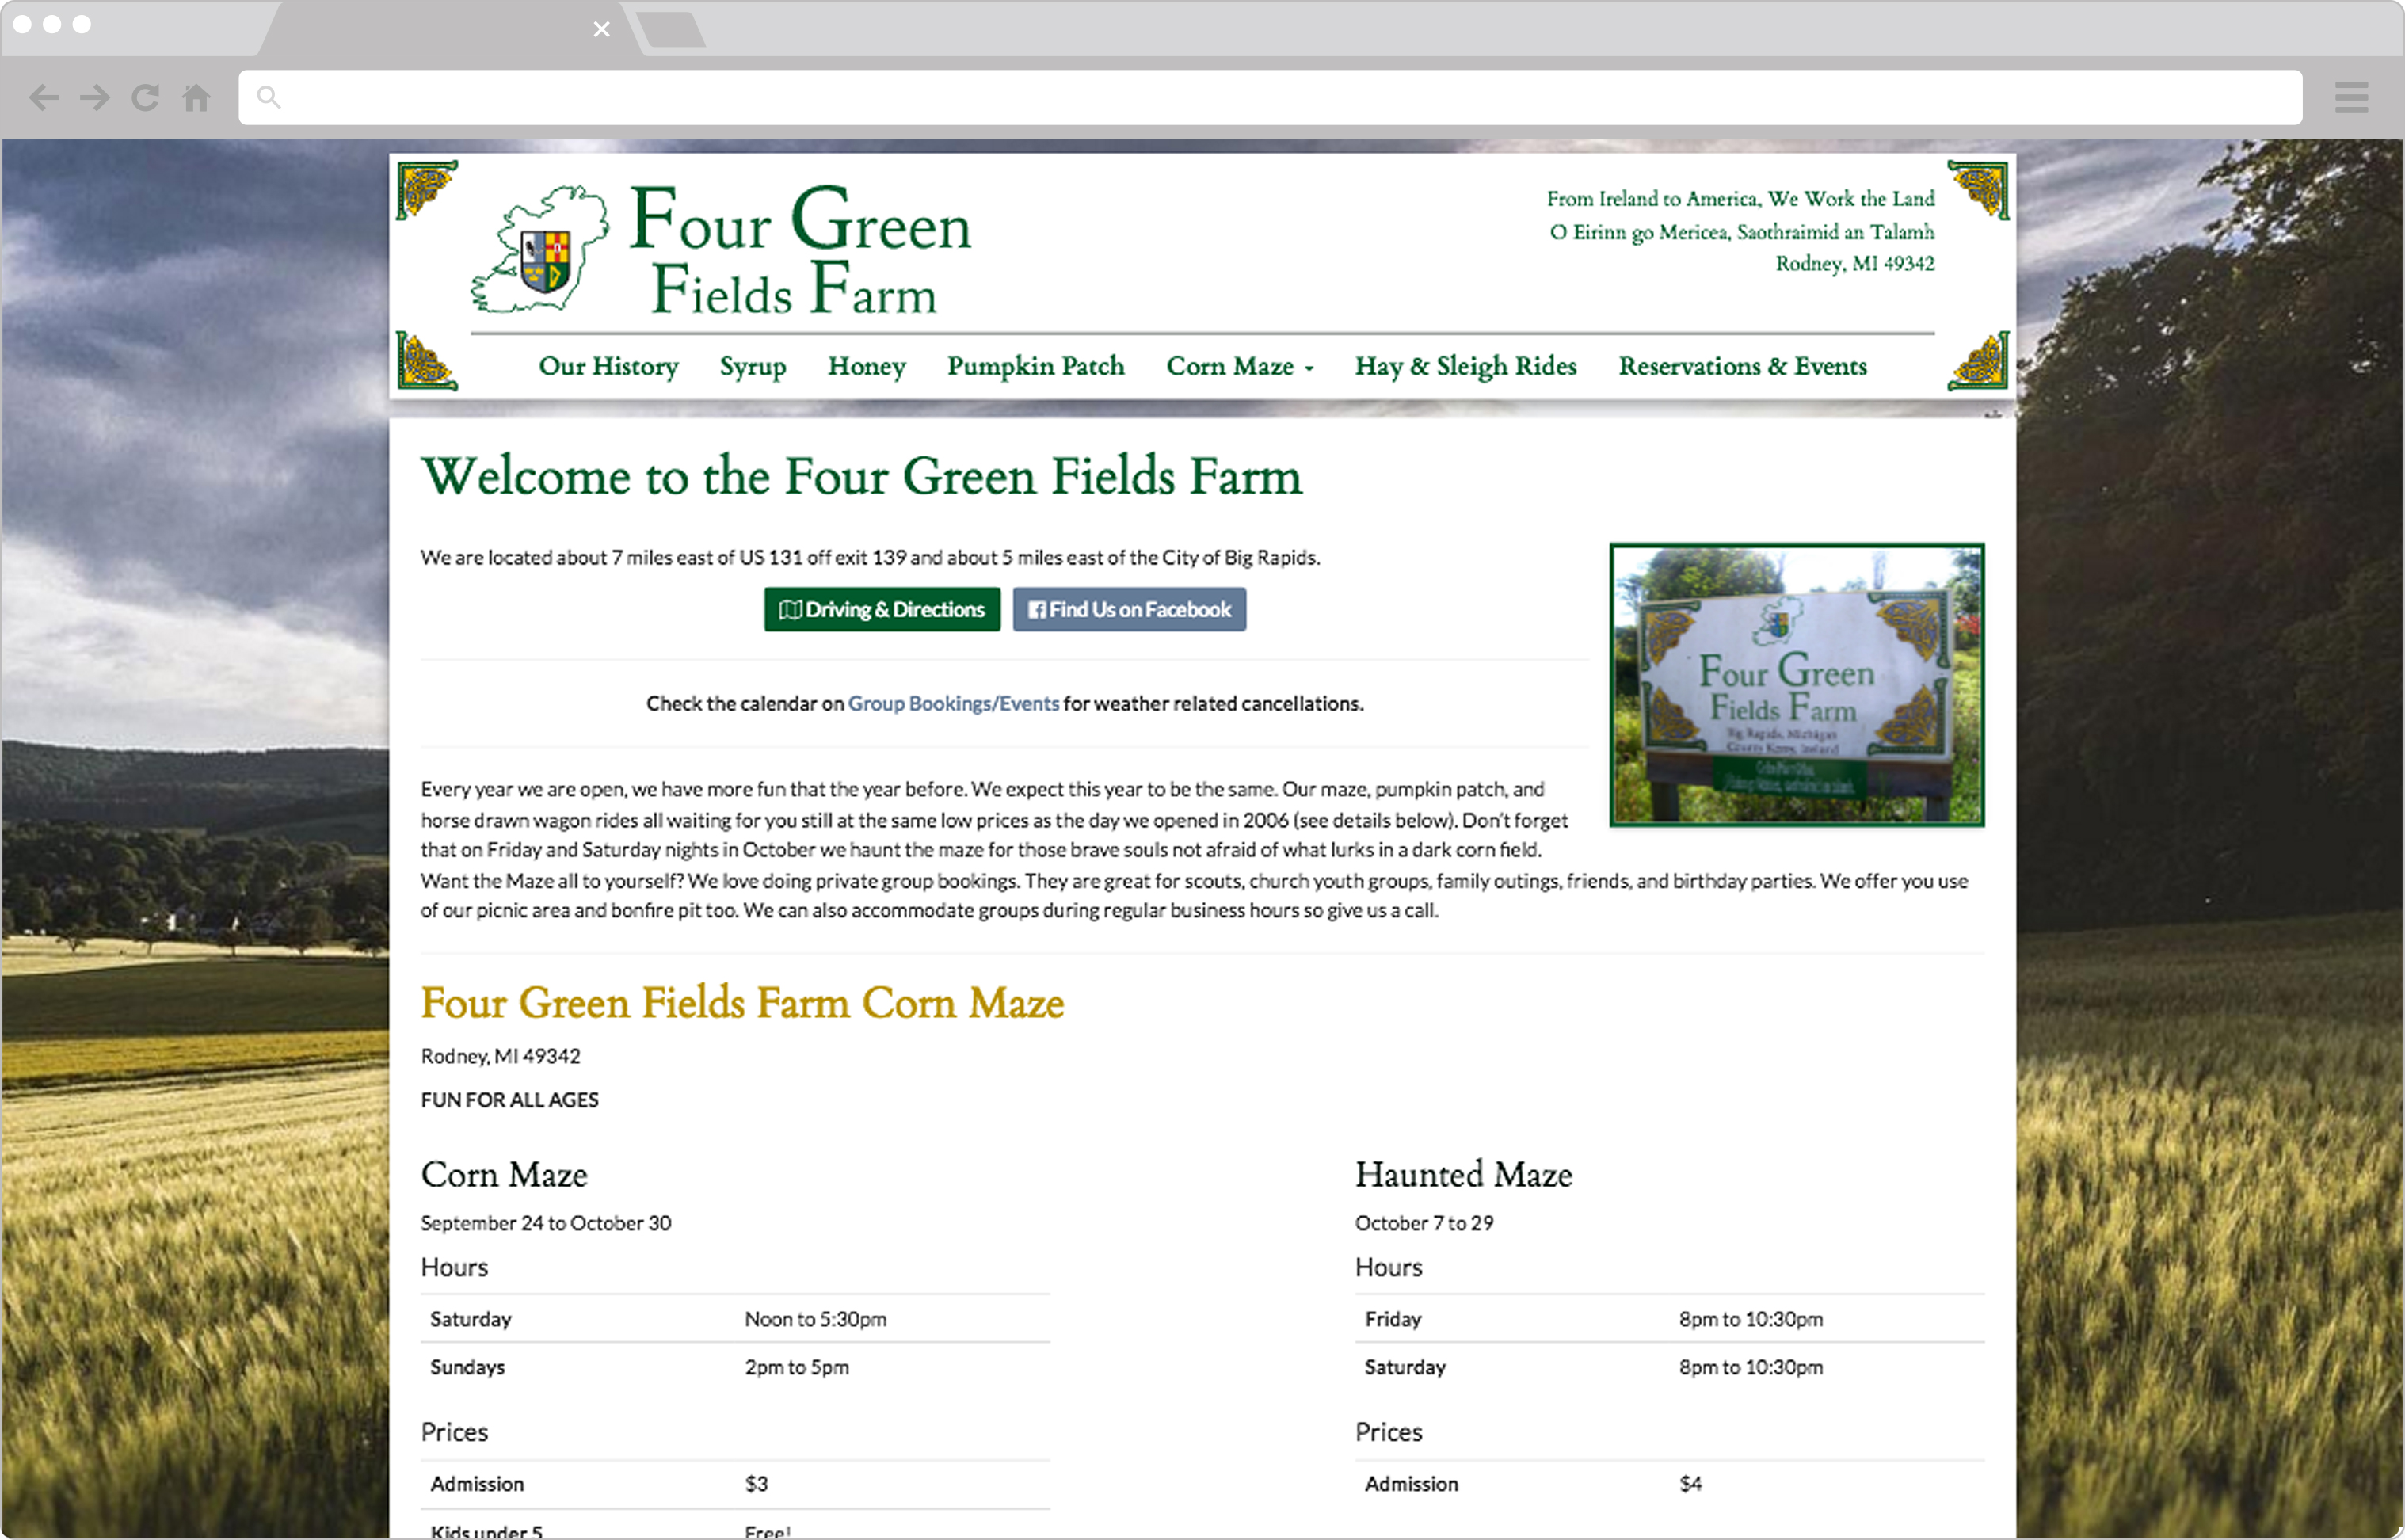 Four Green
Fields Farm
From Ireland to America, We Work the Land
O Eirinn go Mericea, Saothraimid an Talamh
Rodney, MI 49342
Our History Syrup Honey Pumpkin Patch Corn Maze Hay & Sleigh Rides Reservations & Events
Welcome to the Four Green Fields Farm
We are located about 7 miles east of US 131 off exit 139 and about 5 miles east of the City of Big Rapids.
Driving & Directions Find Us on Facebook
Check the calendar on Group Bookings/Events for weather related cancellations.
Four Green
Fields Farm
Big Rapids, Michigan
County Kerry, Ireland
Every year we are open, we have more fun that the year before. We expect this year to be the same. Our maze, pumpkin patch, and
horse drawn wagon rides all waiting for you still at the same low prices as the day we opened in 2006 (see details below). Don't forget
that on Friday and Saturday nights in October we haunt the maze for those brave souls not afraid of what lurks in a dark corn field.
Want the Maze all to yourself? We love doing private group bookings. They are great for scouts, church youth groups, family outings, friends, and birthday parties. We offer you use
of our picnic area and bonfire pit too. We can also accommodate groups during regular business hours so give us a call.
Four Green Fields Farm Corn Maze
Rodney, MI 49342
FUN FOR ALL AGES
Corn Maze
September 24 to October 30
Hours
Saturday Noon to 5:30pm
Sundays 2pm to 5pm
Prices
Admission $3
Kids under 5 Free!
Haunted Maze
October 7 to 29
Hours
Friday 8pm to 10:30pm
Saturday 8pm to 10:30pm
Prices
Admission $4